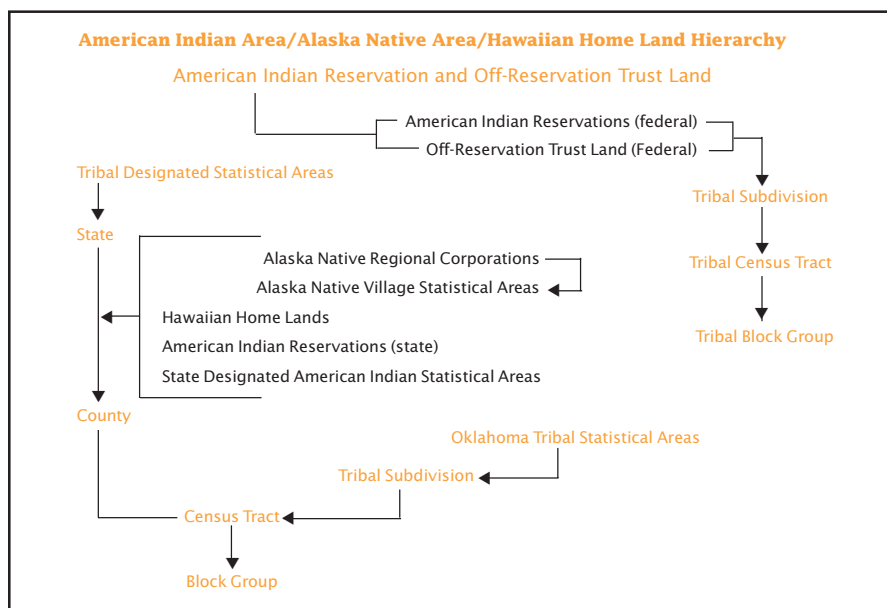 American Indian Area/Alaska Native Area/Hawaiian Home Land Hierarchy
American Indian Reservation and Off-Reservation Trust Land
American Indian Reservations (federal)
Off-Reservation Trust Land (Federal)
Tribal Designated Statistical Areas
Tribal Subdivision
State
Alaska Native Regional Corporations
Tribal Census Tract
Alaska Native Village Statistical Areas
Hawaiian Home Lands
Tribal Block Group
American Indian Reservations (state)
State Designated American Indian Statistical Areas
County
Oklahoma Tribal Statistical Areas
Tribal Subdivision
Census Tract
Block Group